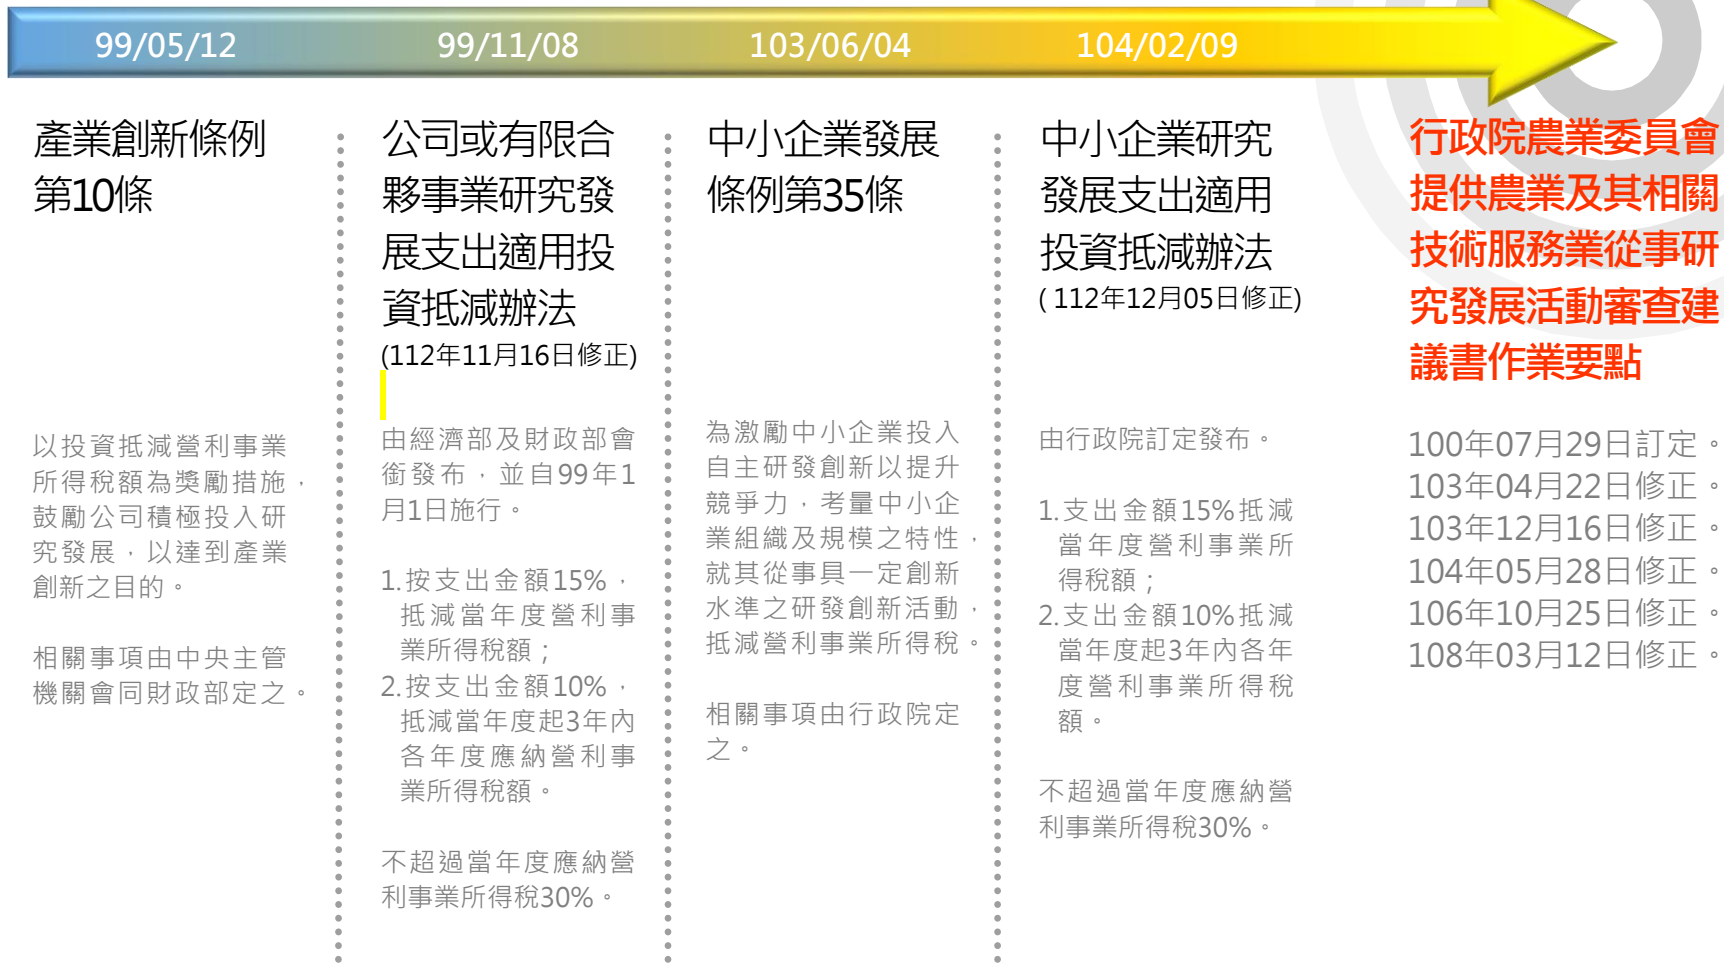 99/05/12
99/11/08
103/06/04
104/02/09
產業創新條例
第10條
以投資抵減營利事業
所得稅額為獎勵措施，
鼓勵公司積極投入研
究發展，以達到產業
創新之目的。
相關事項由中央主管
機關會同財政部定之。
公司或有限合
夥事業研究發
展支出適用投
資抵減辦法
(112年11月16日修正)
由經濟部及財政部會
銜發布，並自99年1
月1日施行。
1.按支出金額15%，
抵減當年度營利事
業所得稅額；
2.按支出金額10%，
抵減當年度起3年內
各年度應納營利事
業所得稅額。
不超過當年度應納營
利事業所得稅30%。
中小企業發展
條例第35條
為激勵中小企業投入
自主研發創新以提升
競爭力，考量中小企
業組織及規模之特性，
就其從事具一定創新
水準之研發創新活動，
抵減營利事業所得稅。
相關事項由行政院定
之。
中小企業研究
發展支出適用
投資抵減辦法
( 112年12月05日修正)
由行政院訂定發布。
1.支出金額15%抵減
當年度營利事業所
得稅額；
2.支出金額10%抵減
當年度起3年內各年
度營利事業所得稅
額。
不超過當年度應納營
利事業所得稅30%。
行政院農業委員會
提供農業及其相關
技術服務業從事研
究發展活動審查建
議書作業要點
100年07月29日訂定。
103年04月22日修正。
103年12月16日修正。
104年05月28日修正。
106年10月25日修正。
108年03月12日修正。